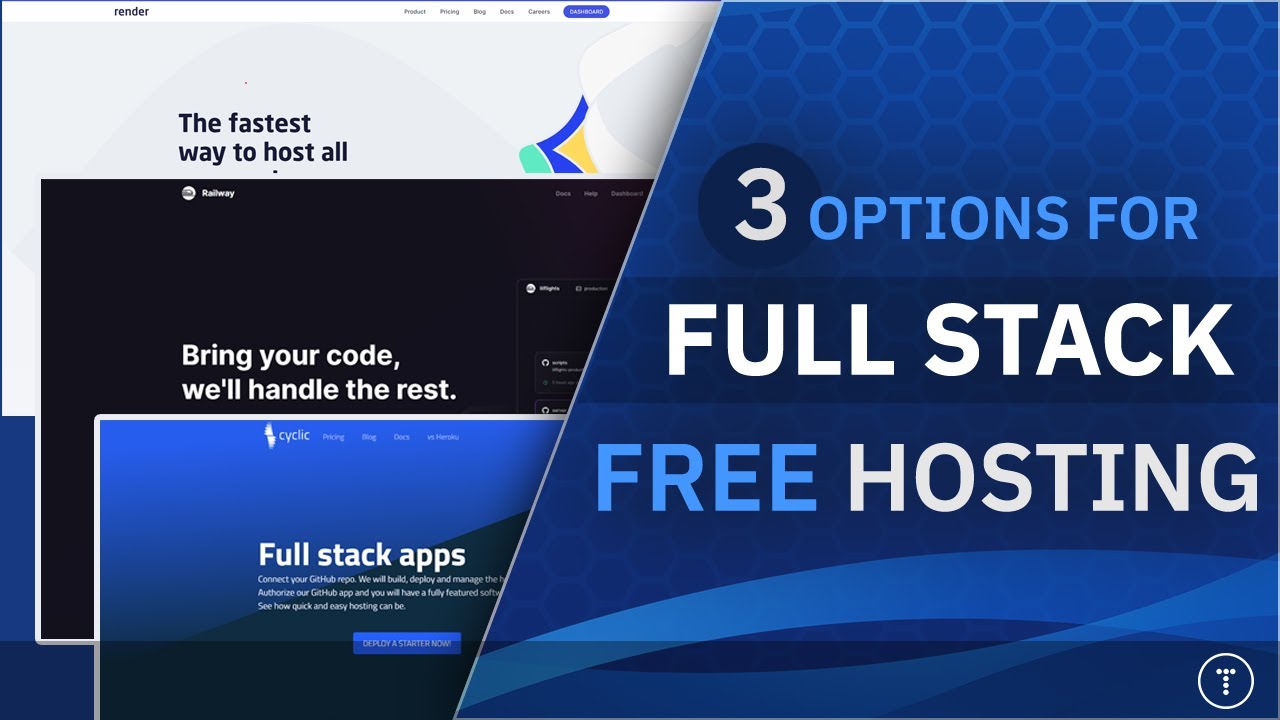 render
Product Pricing Blog Docs Careers DASHBOARD
The fastest
way to host all
Railway
Docs Help Dashboard
production
scripts
Bring your code,
we'll handle the rest.
cyclic
Pricing Blog Docs vs Heroku
Full stack apps
Connect your GitHub repo. We will build, deploy and manage the
Authorize our GitHub app and you will have a fully featured
See how quick and easy hosting can be.
DEPLOY A STARTER NOW!
3 OPTIONS FOR
FULL STACK
FREE HOSTING